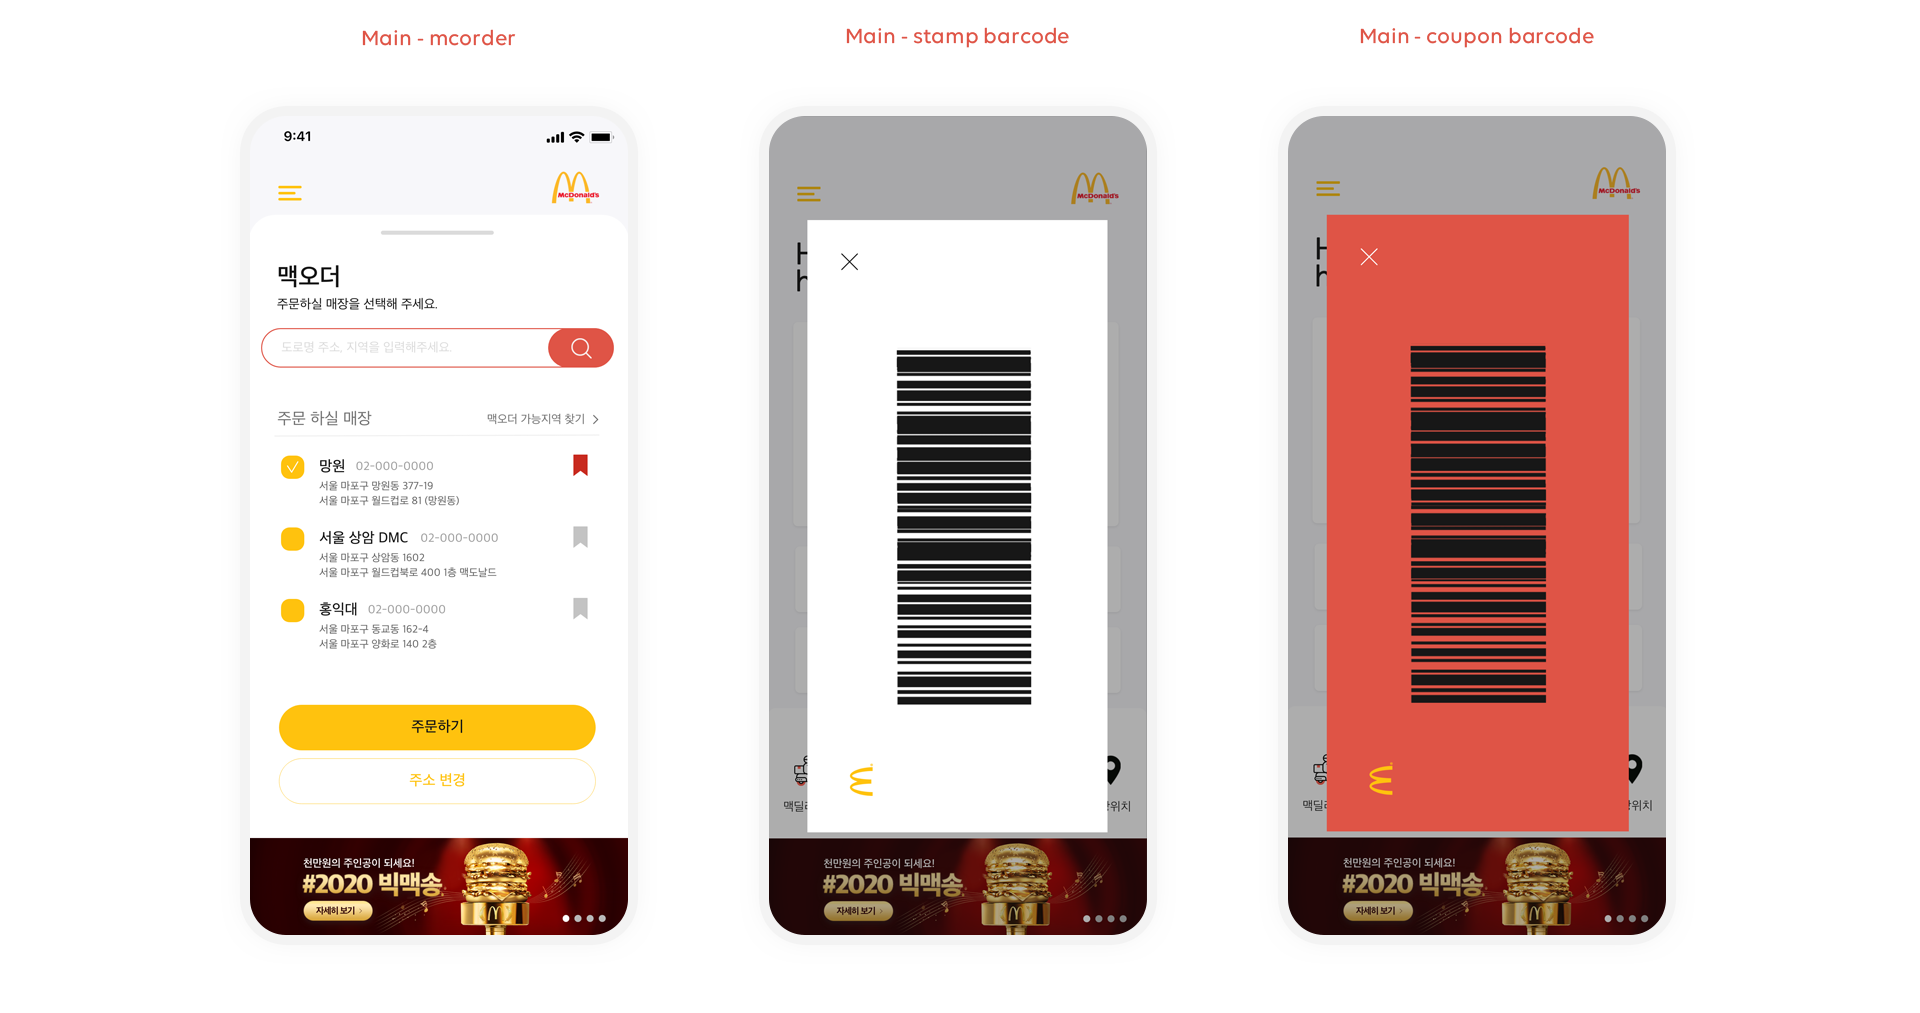 Main - mcorder
9:41
McDonald's
맥오더
주문하실 매장을 선택해 주세요.
도로명 주소, 지역을 입력해주세요.
주문 하실 매장
맥오더 가능지역 찾기
망원 02-000-0000
서울 마포구 망원동 377-19
서울 마포구 월드컵로 81 (망원동)
서울 상암 DMC 02-000-0000
서울 마포구 상암동 1602
서울 마포구 월드컵북로 400 1층 맥도날드
홍익대 02-000-0000
서울 마포구 동교동 162-4
서울 마포구 양화로 140 2층
주문하기
주소 변경
천만원의 주인공이 되세요!
#2020 빅맥송
자세히 보기
Main - stamp barcode
McDonald's
H
h
맥딜
위치
천만원의 주인공이 되세요!
#2020 빅맥송
자세히 보기
Main - coupon barcode
McDonald's
H
h
맥딜
위치
천만원의 주인공이 되세요!
#2020 빅맥송
자세히 보기